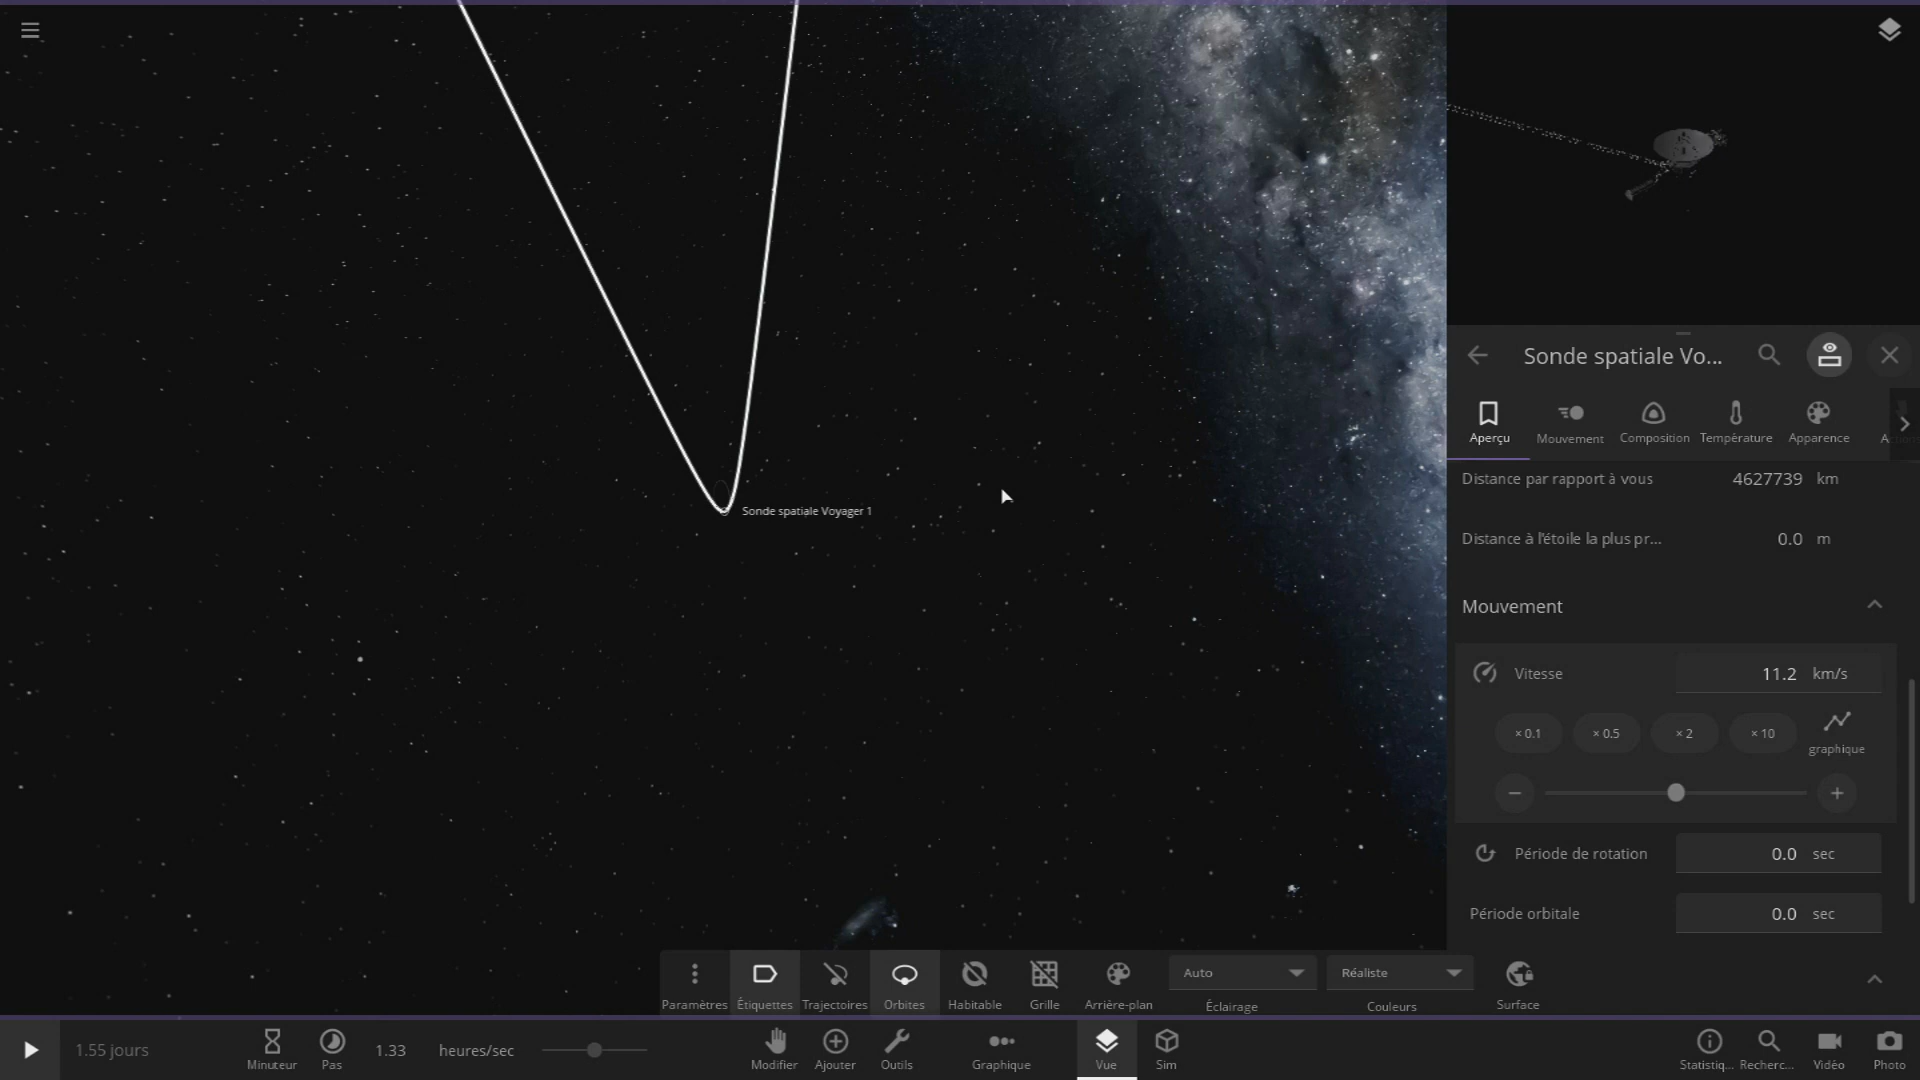 Sonde spatiale Voyager 1
Sonde spatiale Vo...
Aperçu
Mouvement
Composition
Température
Apparence
Distance par rapport à vous 4627739 km
Distance à l'étoile la plus pr... 0.0 m
Mouvement
Vitesse 11.2 km/s
× 0.1 × 0.5 × 2 × 10 graphique
Période de rotation 0.0 sec
Période orbitale 0.0 sec
Paramètres Étiquettes Trajectoires Orbites Habitable Grille Arrière-plan
Auto Éclairage
Réaliste Couleurs
Surface
1.55 jours
Minuteur Pas
1.33 heures/sec
Modifier Ajouter Outils Graphique Vue Sim
Statistiq... Recherc... Vidéo Photo